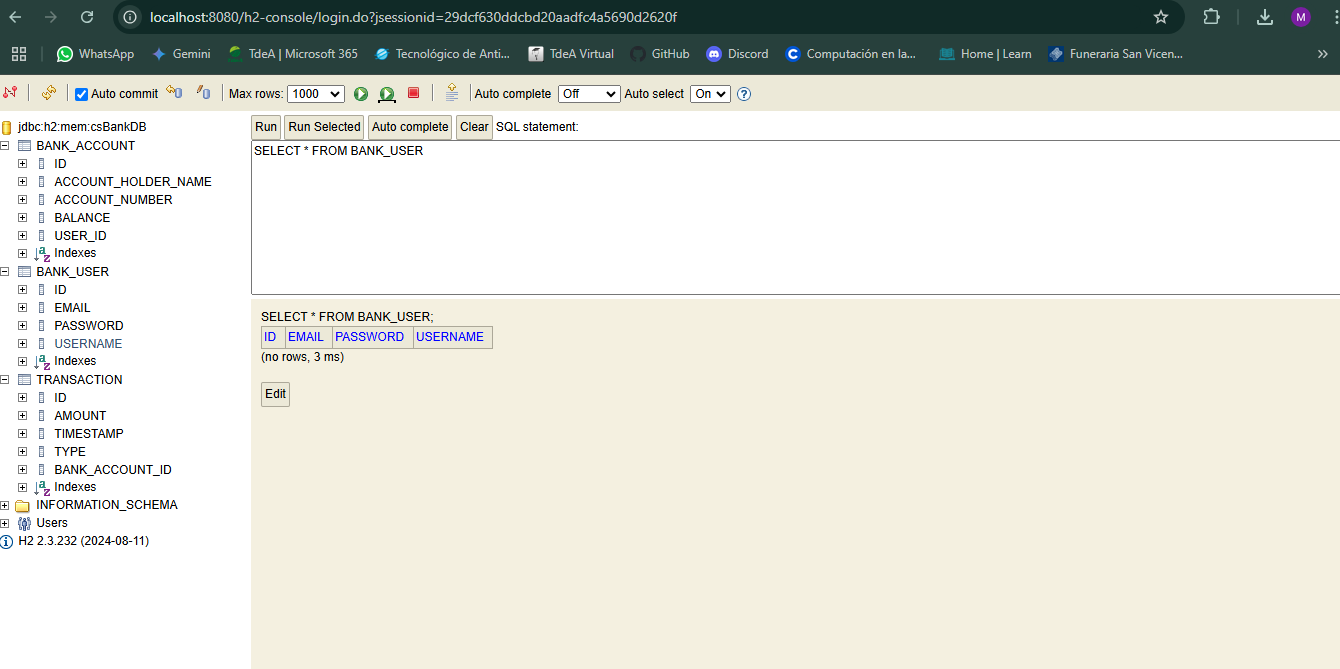 localhost:8080/h2-console/login.do?jsessionid=29dcf630ddcbd20aadfc4a5690d2620f
M
WhatsApp Gemini TdeA | Microsoft 365 Tecnológico de Anti... TdeA Virtual GitHub Discord Computación en la... Home | Learn Funeraria San Vicen...
Auto commit Max rows: 1000 Auto complete Off Auto select On ?
jdbc:h2:mem:csBankDB
BANK_ACCOUNT
ID
ACCOUNT_HOLDER_NAME
ACCOUNT_NUMBER
BALANCE
USER_ID
Indexes
BANK_USER
ID
EMAIL
PASSWORD
USERNAME
Indexes
TRANSACTION
ID
AMOUNT
TIMESTAMP
TYPE
BANK_ACCOUNT_ID
Indexes
INFORMATION_SCHEMA
Users
H2 2.3.232 (2024-08-11)
Run Run Selected Auto complete Clear SQL statement:
SELECT * FROM BANK_USER
SELECT * FROM BANK_USER;
ID EMAIL PASSWORD USERNAME
(no rows, 3 ms)
Edit